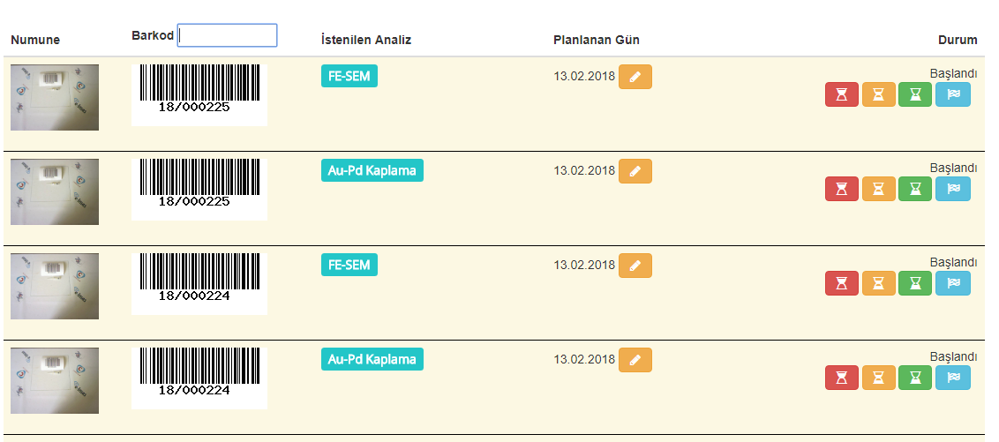 Numune Barkod İstenilen Analiz Planlanan Gün Durum
FE-SEM 13.02.2018 Başlandı
18/000225
Au-Pd Kaplama 13.02.2018 Başlandı
18/000225
FE-SEM 13.02.2018 Başlandı
18/000224
Au-Pd Kaplama 13.02.2018 Başlandı
18/000224